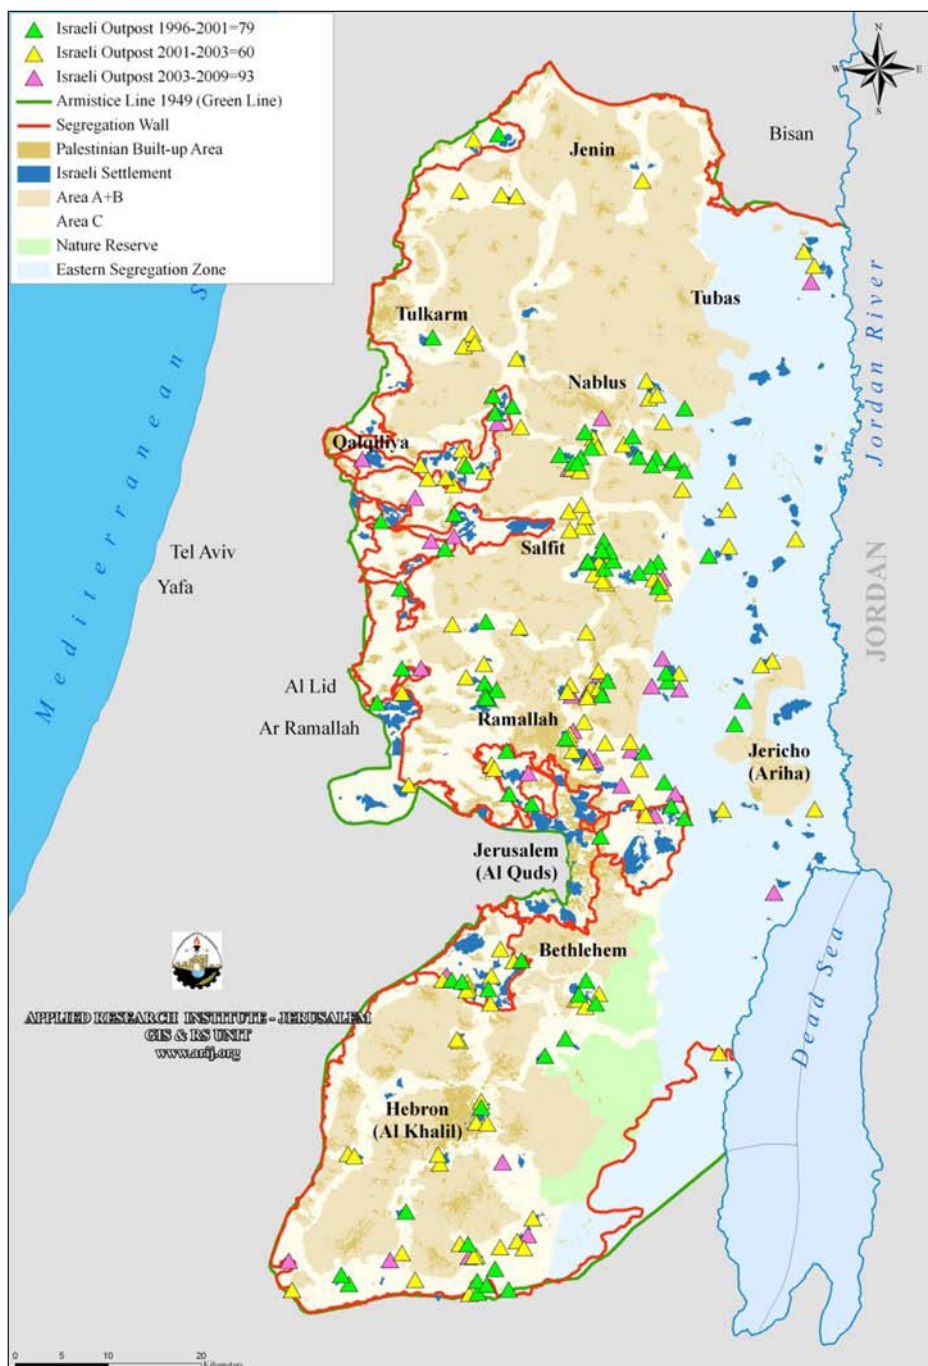 Israeli Outpost 1996-2001=79
Israeli Outpost 2001-2003=60
Israeli Outpost 2003-2009=93
Armistice Line 1949 (Green Line)
Segregation Wall
Palestinian Built-up Area
Israeli Settlement
Area A+B
Area C
Nature Reserve
Eastern Segregation Zone
N
W
E
S
Bisan
Jenin
Mediterranean S
Jordan River
Tubas
Tulkarm
Nablus
Qalqiliya
Tel Aviv
Salfit
Yafa
JORDAN
Al Lid
Ar Ramallah
Ramallah
Jericho
(Ariha)
Jerusalem
(Al Quds)
Bethlehem
Dead Sea
APPLIED RESEARCH INSTITUTE - JERUSALEM
GIS & RS UNIT
www.arij.org
Hebron
(Al Khalil)
0 5 10 20
Kilometers